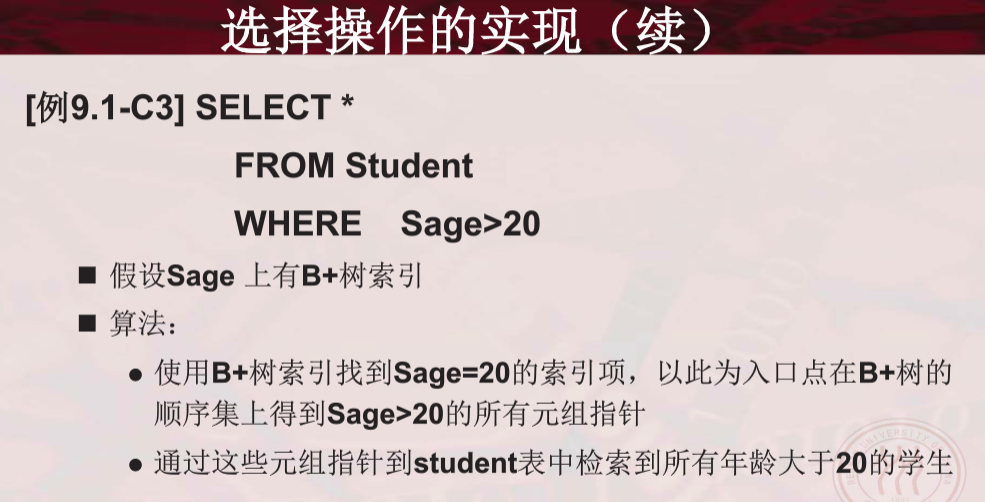 选择操作的实现（续）
[例9.1-C3] SELECT *
FROM Student
WHERE Sage>20
■ 假设Sage 上有B+树索引
■ 算法：
● 使用B+树索引找到Sage=20的索引项，以此为入口点在B+树的
顺序集上得到Sage>20的所有元组指针
● 通过这些元组指针到student表中检索到所有年龄大于20的学生